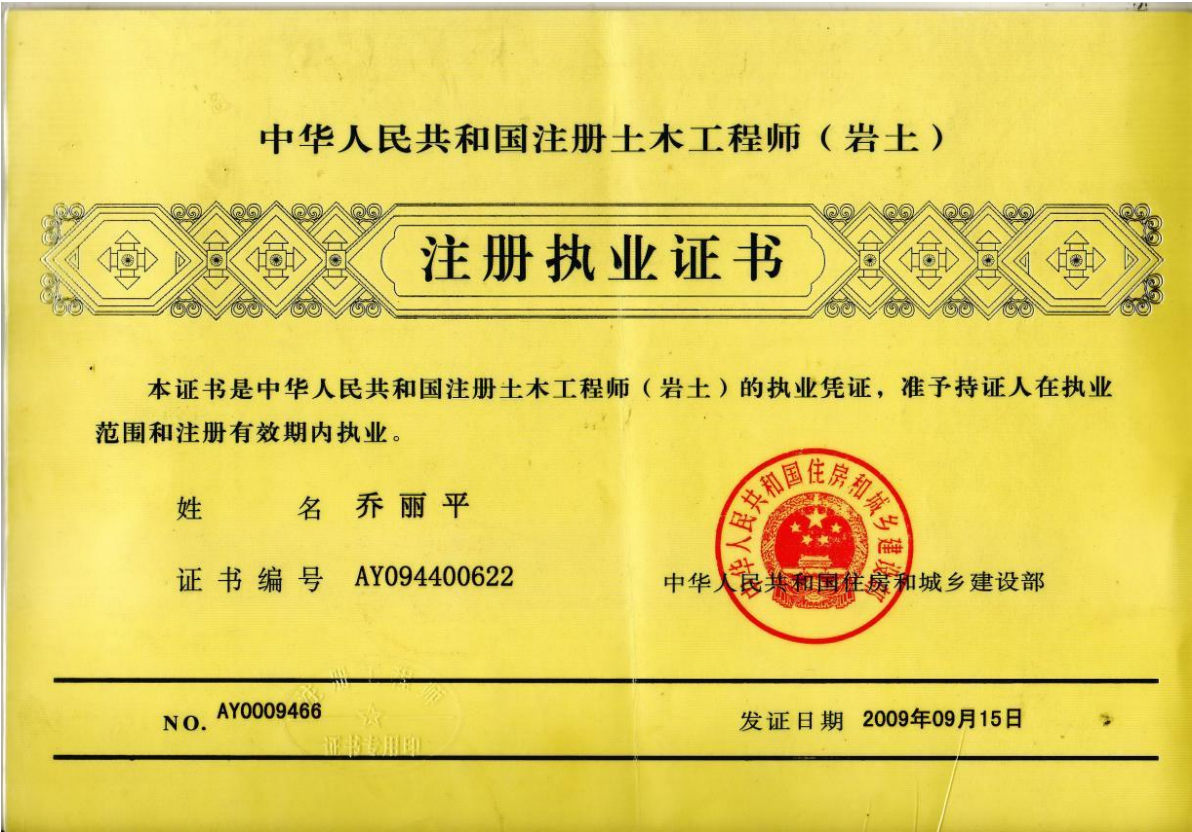 中华人民共和国注册土木工程师（岩土）
注册执业证书
本证书是中华人民共和国注册土木工程师（岩土）的执业凭证，准予持证人在执业
范围和注册有效期内执业。
姓名 乔丽平
证书编号 AY094400622
中华人民共和国住房和城乡建设部
中华人民共和国住房和城乡建设部
NO. AY0009466
注册工程师
证书专用印
发证日期 2009年09月15日